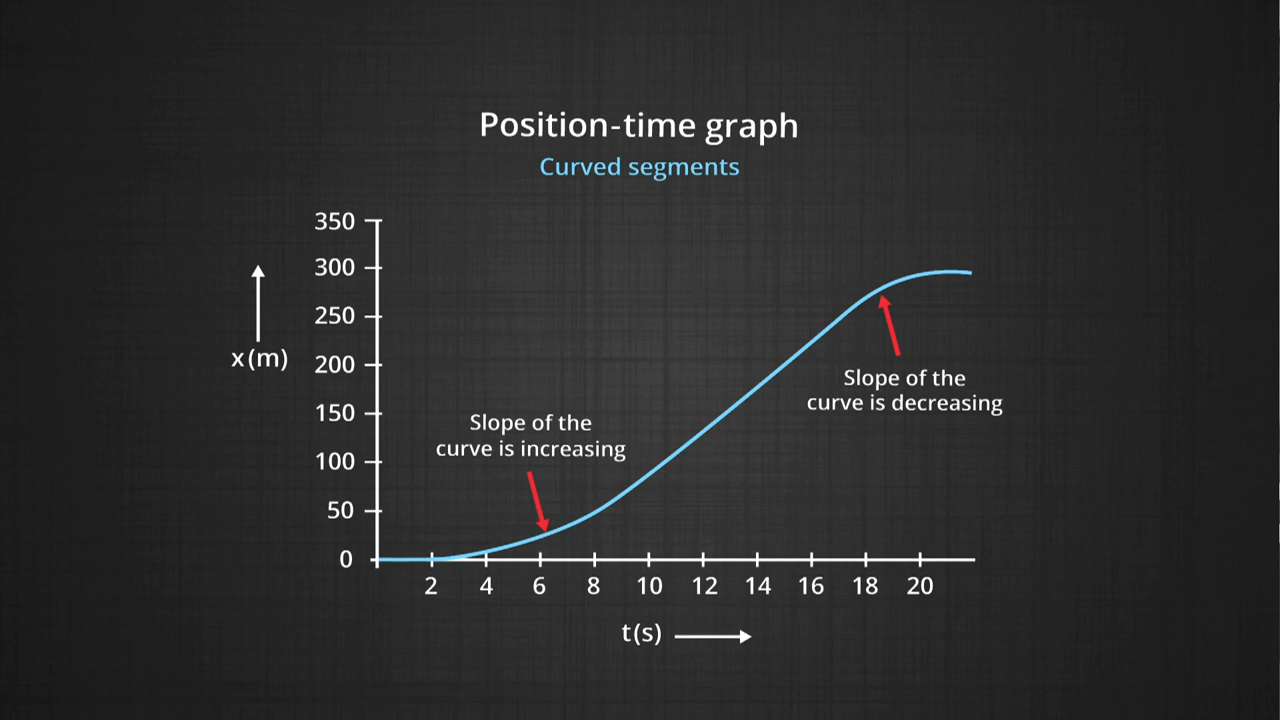 Position-time graph
Curved segments
350
300
250
x(m)
200
150
100
50
0
Slope of the
curve is increasing
Slope of the
curve is decreasing
2 4 6 8 10 12 14 16 18 20
t(s)